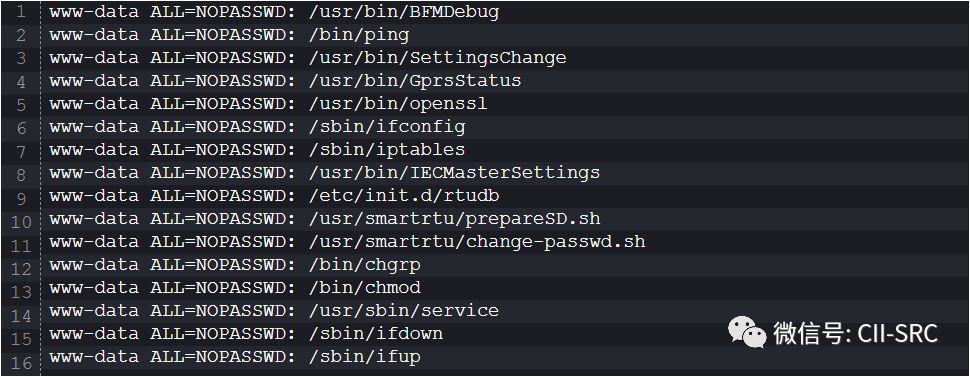 1 www-data ALL=NOPASSWD: /usr/bin/BFMDebug
2 www-data ALL=NOPASSWD: /bin/ping
3 www-data ALL=NOPASSWD: /usr/bin/SettingsChange
4 www-data ALL=NOPASSWD: /usr/bin/GprsStatus
5 www-data ALL=NOPASSWD: /usr/bin/openssl
6 www-data ALL=NOPASSWD: /sbin/ifconfig
7 www-data ALL=NOPASSWD: /sbin/iptables
8 www-data ALL=NOPASSWD: /usr/bin/IECMasterSettings
9 www-data ALL=NOPASSWD: /etc/init.d/rtudb
10 www-data ALL=NOPASSWD: /usr/smartrtu/prepareSD.sh
11 www-data ALL=NOPASSWD: /usr/smartrtu/change-passwd.sh
12 www-data ALL=NOPASSWD: /bin/chgrp
13 www-data ALL=NOPASSWD: /bin/chmod
14 www-data ALL=NOPASSWD: /usr/sbin/service
15 www-data ALL=NOPASSWD: /sbin/ifdown
16 www-data ALL=NOPASSWD: /sbin/ifup
微信号: CII-SRC